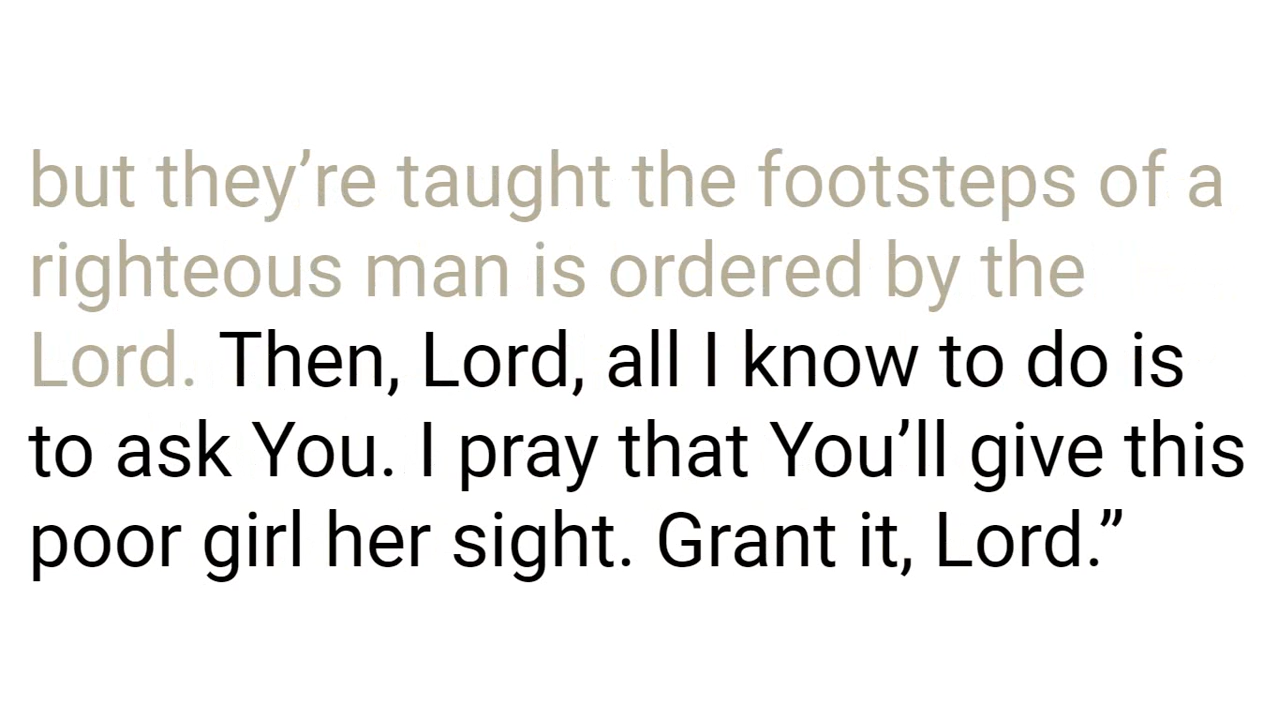 but they’re taught the footsteps of a
righteous man is ordered by the
Lord. Then, Lord, all I know to do is
to ask You. I pray that You’ll give this
poor girl her sight. Grant it, Lord.”